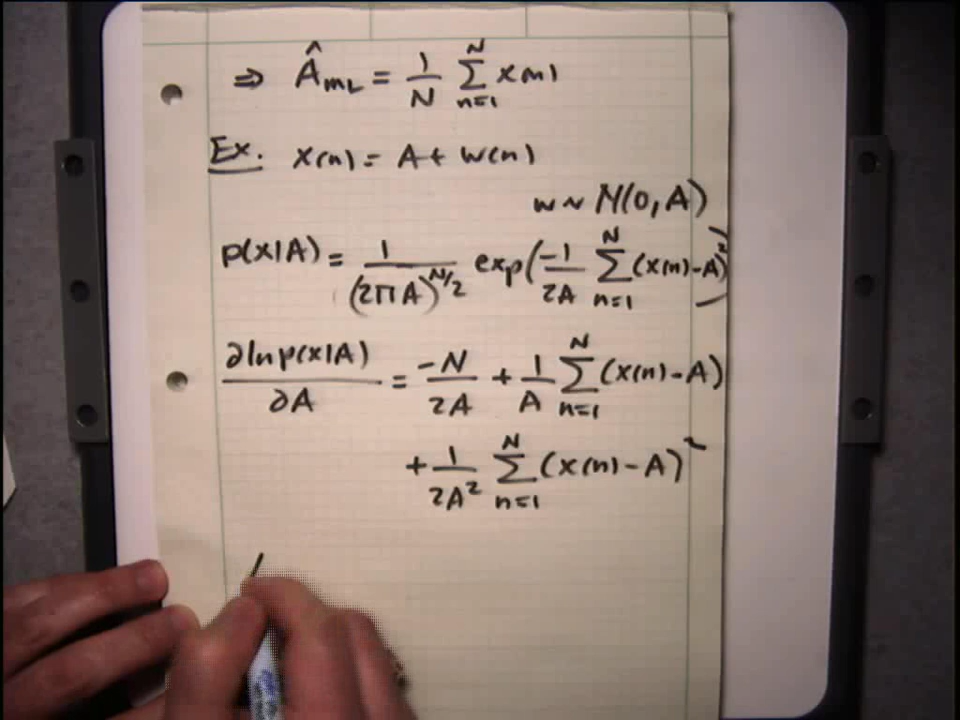 ⇒ Â_ML = 1/N Σ_{n=1}^{N} x(n)
Ex. x(n) = A + w(n)
w ~ N(0, A)
p(x|A) = 1/(2πA)^{N/2} exp(-1/2A Σ_{n=1}^{N} (x(n)-A)²)
∂ln p(x|A)/∂A = -N/2A + 1/A Σ_{n=1}^{N} (x(n)-A)
+ 1/2A² Σ_{n=1}^{N} (x(n)-A)²